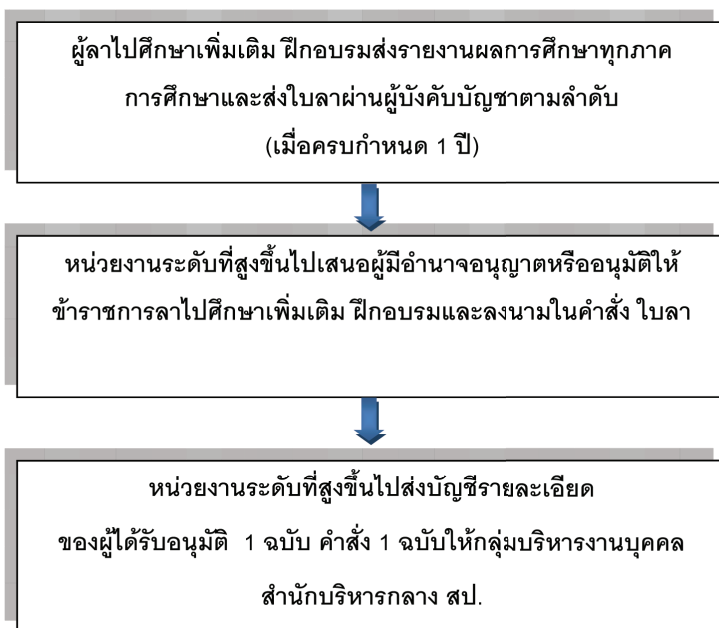 ผู้ลาไปศึกษาเพิ่มเติม ฝึกอบรมส่งรายงานผลการศึกษาทุกภาค
การศึกษาและส่งใบลาผ่านผู้บังคับบัญชาตามลำดับ
(เมื่อครบกำหนด 1 ปี)
หน่วยงานระดับที่สูงขึ้นไปเสนอผู้มีอำนาจอนุญาตหรืออนุมัติให้
ข้าราชการลาไปศึกษาเพิ่มเติม ฝึกอบรมและลงนามในคำสั่ง ใบลา
หน่วยงานระดับที่สูงขึ้นไปส่งบัญชีรายละเอียด
ของผู้ได้รับอนุมัติ 1 ฉบับ คำสั่ง 1 ฉบับให้กลุ่มบริหารงานบุคคล
สำนักบริหารกลาง สป.